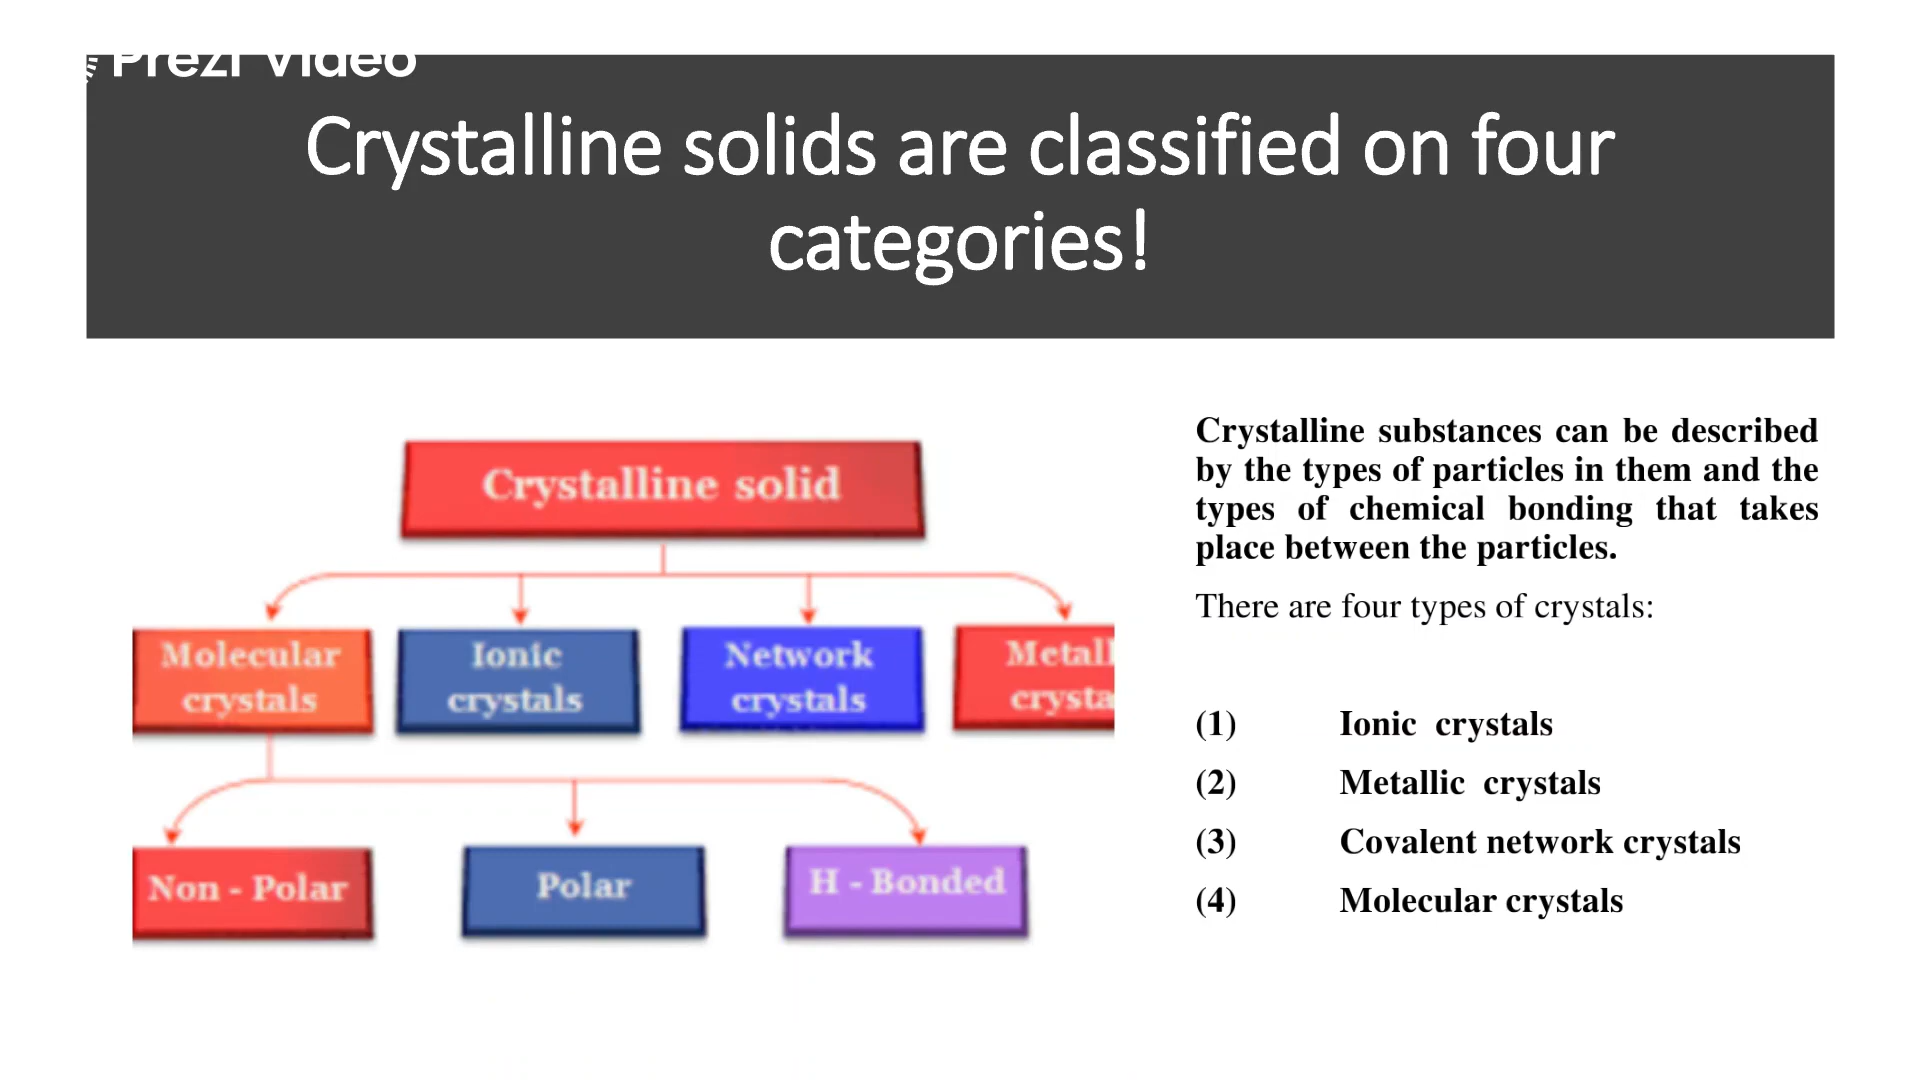 Prezi Video
Crystalline solids are classified on four
categories!
Crystalline solid
Molecular
crystals
Ionic
crystals
Network
crystals
Metall
crysta
Non - Polar
Polar
H - Bonded
Crystalline substances can be described
by the types of particles in them and the
types of chemical bonding that takes
place between the particles.
There are four types of crystals:
(1) Ionic crystals
(2) Metallic crystals
(3) Covalent network crystals
(4) Molecular crystals